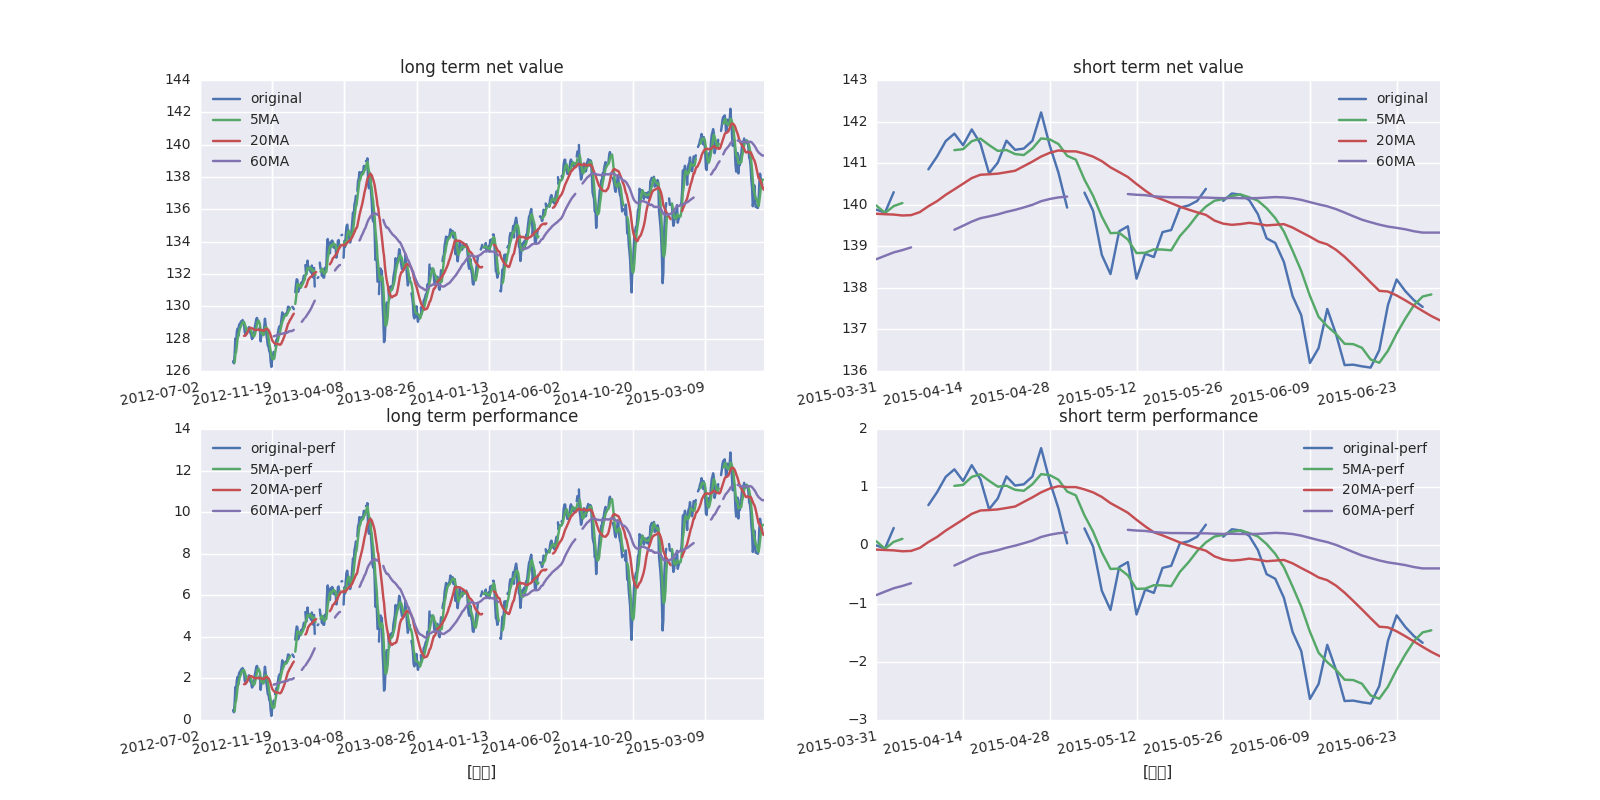 long term net value
144
142
140
138
136
134
132
130
128
126
original
5MA
20MA
60MA
2012-07-02 2012-11-19 2013-04-08 2013-08-26 2014-01-13 2014-06-02 2014-10-20 2015-03-09
short term net value
143
142
141
140
139
138
137
136
original
5MA
20MA
60MA
2015-03-31 2015-04-14 2015-04-28 2015-05-12 2015-05-26 2015-06-09 2015-06-23
long term performance
14
12
10
8
6
4
2
0
original-perf
5MA-perf
20MA-perf
60MA-perf
2012-07-02 2012-11-19 2013-04-08 2013-08-26 2014-01-13 2014-06-02 2014-10-20 2015-03-09
[▯▯]
short term performance
2
1
0
−1
−2
−3
original-perf
5MA-perf
20MA-perf
60MA-perf
2015-03-31 2015-04-14 2015-04-28 2015-05-12 2015-05-26 2015-06-09 2015-06-23
[▯▯]